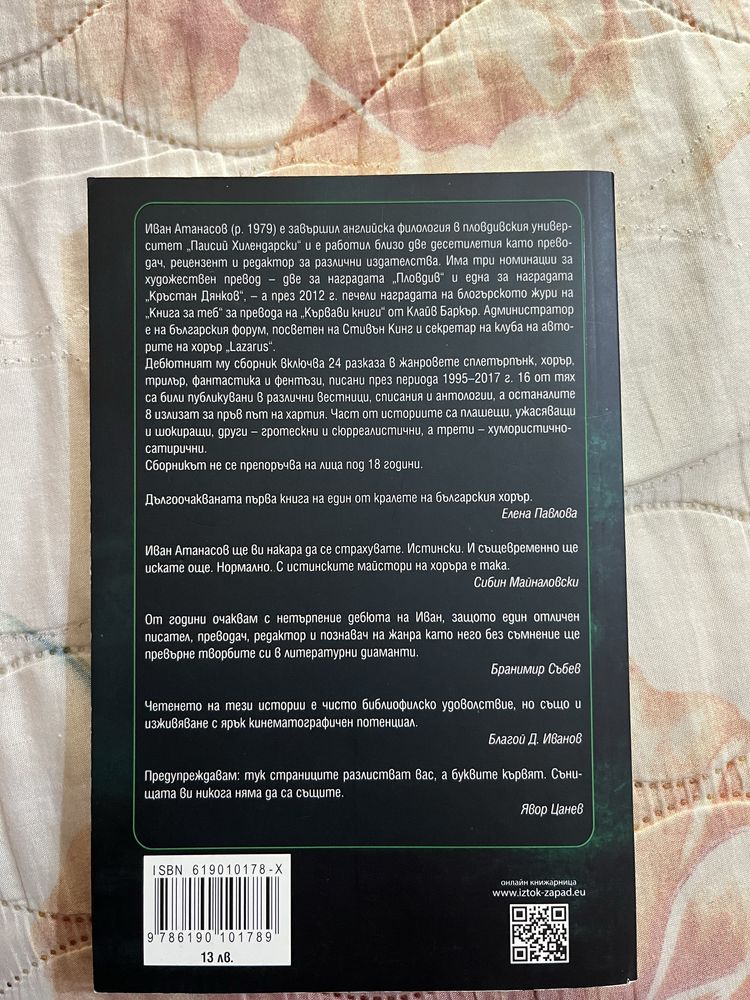 Иван Атанасов (р. 1979) е завършил английска филология в пловдивския универ-
ситет „Паисий Хилендарски“ и е работил близо две десетилетия като прево-
дач, рецензент и редактор за различни издателства. Има три номинации за
художествен превод – две за наградата „Пловдив“ и една за наградата
„Кръстан Дянков“, – а през 2012 г. печели наградата на блогърското жури на
„Книга за теб“ за превода на „Кървави книги“ от Клайв Баркър. Администратор
е на българския форум, посветен на Стивън Кинг и секретар на клуба на авто-
рите на хорър „Lazarus“.
Дебютният му сборник включва 24 разказа в жанровете сплетърпънк, хорър,
трилър, фантастика и фентъзи, писани през периода 1995–2017 г. 16 от тях
са били публикувани в различни вестници, списания и антологии, а останалите
8 излизат за пръв път на хартия. Част от историите са плашещи, ужасяващи
и шокиращи, други – гротескни и сюрреалистични, а трети – хумористично-
сатирични.
Сборникът не се препоръчва на лица под 18 години.
Дългоочакваната първа книга на един от кралете на българския хорър.
Елена Павлова
Иван Атанасов ще ви накара да се страхувате. Истински. И същевременно ще
искате още. Нормално. С истинските майстори на хоръра е така.
Сибин Майналовски
От години очаквам с нетърпение дебюта на Иван, защото един отличен
писател, преводач, редактор и познавач на жанра като него без съмнение ще
превърне творбите си в литературни диаманти.
Бранимир Събев
Четенето на тези истории е чисто библиофилско удоволствие, но също и
изживяване с ярък кинематографичен потенциал.
Благой Д. Иванов
Предупреждавам: тук страниците разлистват вас, а буквите кървят. Съни-
щата ви никога няма да са същите.
Явор Цанев
ISBN 619010178-X
9 786190 101789
13 лв.
онлайн книжарница
www.iztok-zapad.eu